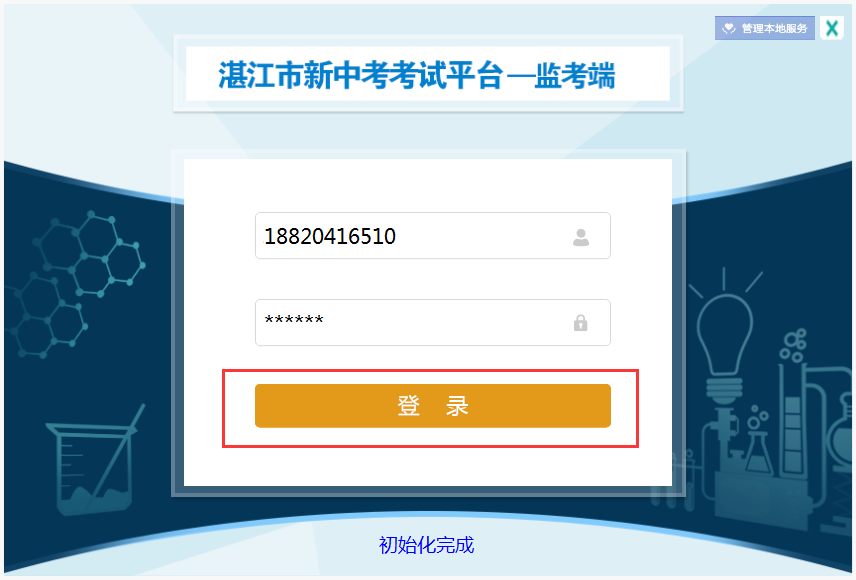 管理本地服务 X
湛江市新中考考试平台—监考端
18820416510
******
登 录
初始化完成